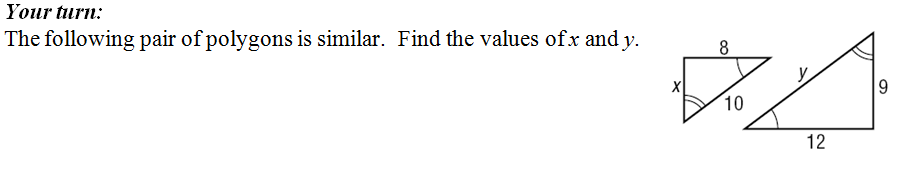 Your turn:
The following pair of polygons is similar. Find the values of x and y.
8
x
10
y
9
12